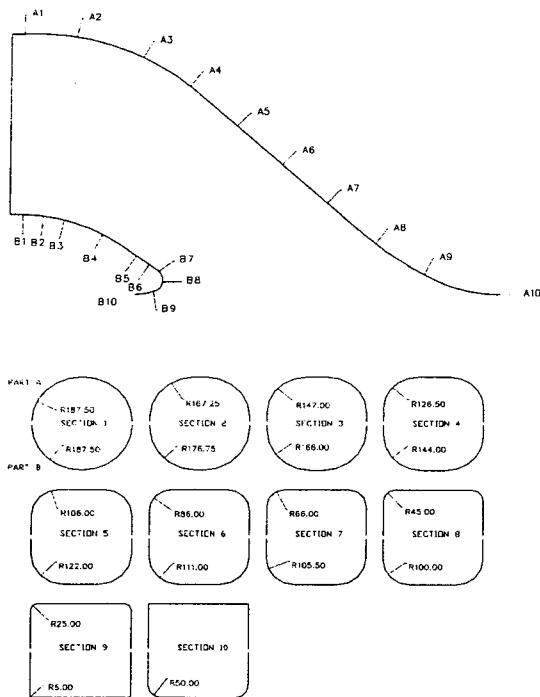 A1
A2
A3
A4
A5
A6
A7
A8
A9
A10
B1
B2
B3
B4
B5
B6
B7
B8
B9
B10
PART A
R187.50
SECTION 1
R187.50
R167.25
SECTION 2
R176.75
R147.00
SECTION 3
R166.00
R126.50
SECTION 4
R144.00
PART B
R106.00
SECTION 5
R122.00
R86.00
SECTION 6
R111.00
R66.00
SECTION 7
R105.50
R45.00
SECTION 8
R100.00
R25.00
SECTION 9
R5.00
SECTION 10
R50.00